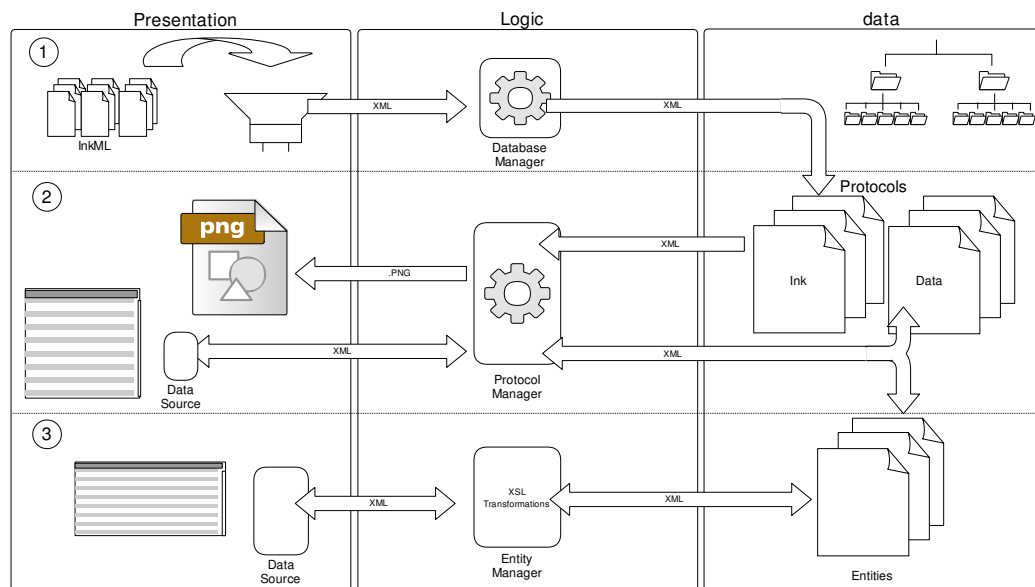 Presentation
Logic
data
1
InkML
XML
Database
Manager
XML
2
Protocols
png
.PNG
XML
Ink
Data
Data
Source
XML
Protocol
Manager
XML
3
Data
Source
XML
XSL
Transformations
Entity
Manager
XML
Entities